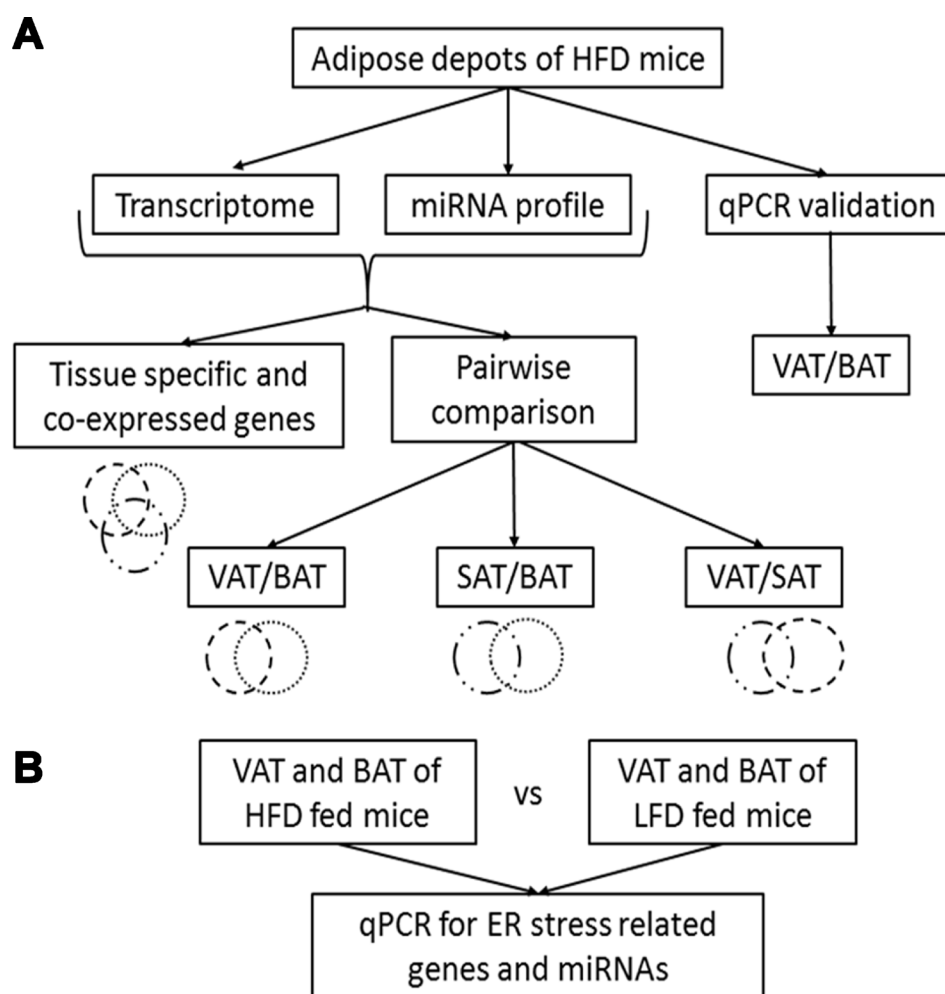 A
Adipose depots of HFD mice
Transcriptome
miRNA profile
qPCR validation
Tissue specific and
co-expressed genes
Pairwise
comparison
VAT/BAT
VAT/BAT
SAT/BAT
VAT/SAT
B
VAT and BAT of
HFD fed mice
vs
VAT and BAT of
LFD fed mice
qPCR for ER stress related
genes and miRNAs